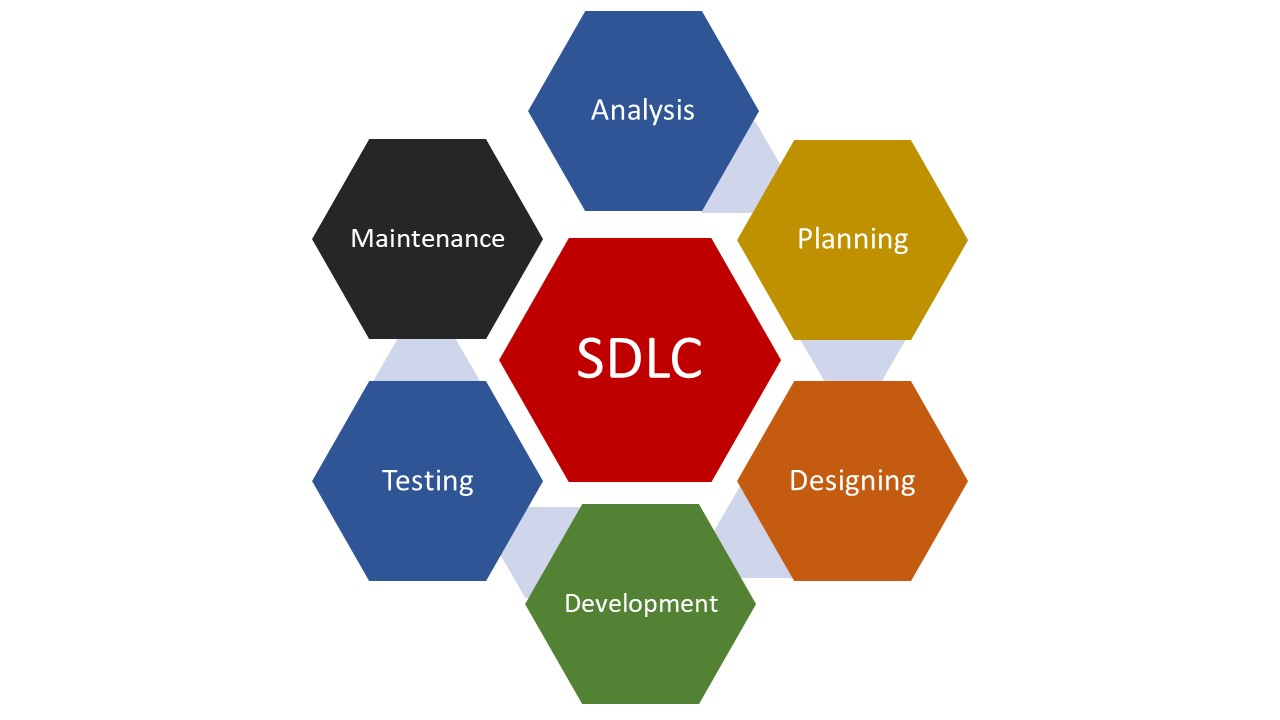 Analysis
Planning
Designing
Development
Testing
Maintenance
SDLC